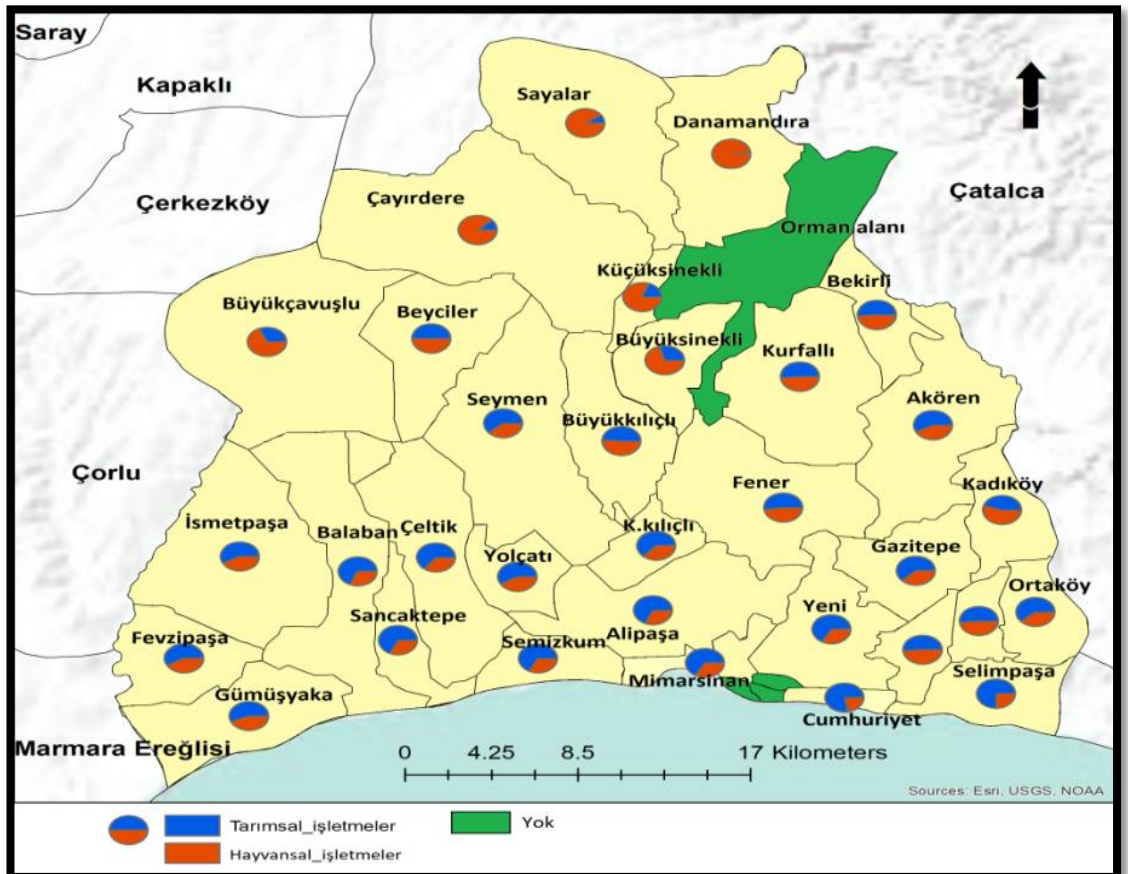 Saray
Kapaklı
Sayalar
Danamandıra
Çerkezköy
Çayırdere
Çatalca
Orman alanı
Küçüksinekli
Bekirli
Büyükçavuşlu
Beyciler
Büyüksinekli
Kurfallı
Seymen
Büyükkılıçlı
Akören
Çorlu
Fener
Kadıköy
İsmetpaşa
Balaban
Çeltik
K.kılıçlı
Yolçatı
Gazitepe
Ortaköy
Sancaktepe
Yeni
Fevzipaşa
Semizkum
Alipaşa
Selimpaşa
Mimarsinan
Gümüşyaka
Cumhuriyet
Marmara Ereğlisi
0 4.25 8.5 17 Kilometers
Sources: Esri, USGS, NOAA
Tarımsal_işletmeler
Yok
Hayvansal_işletmeler